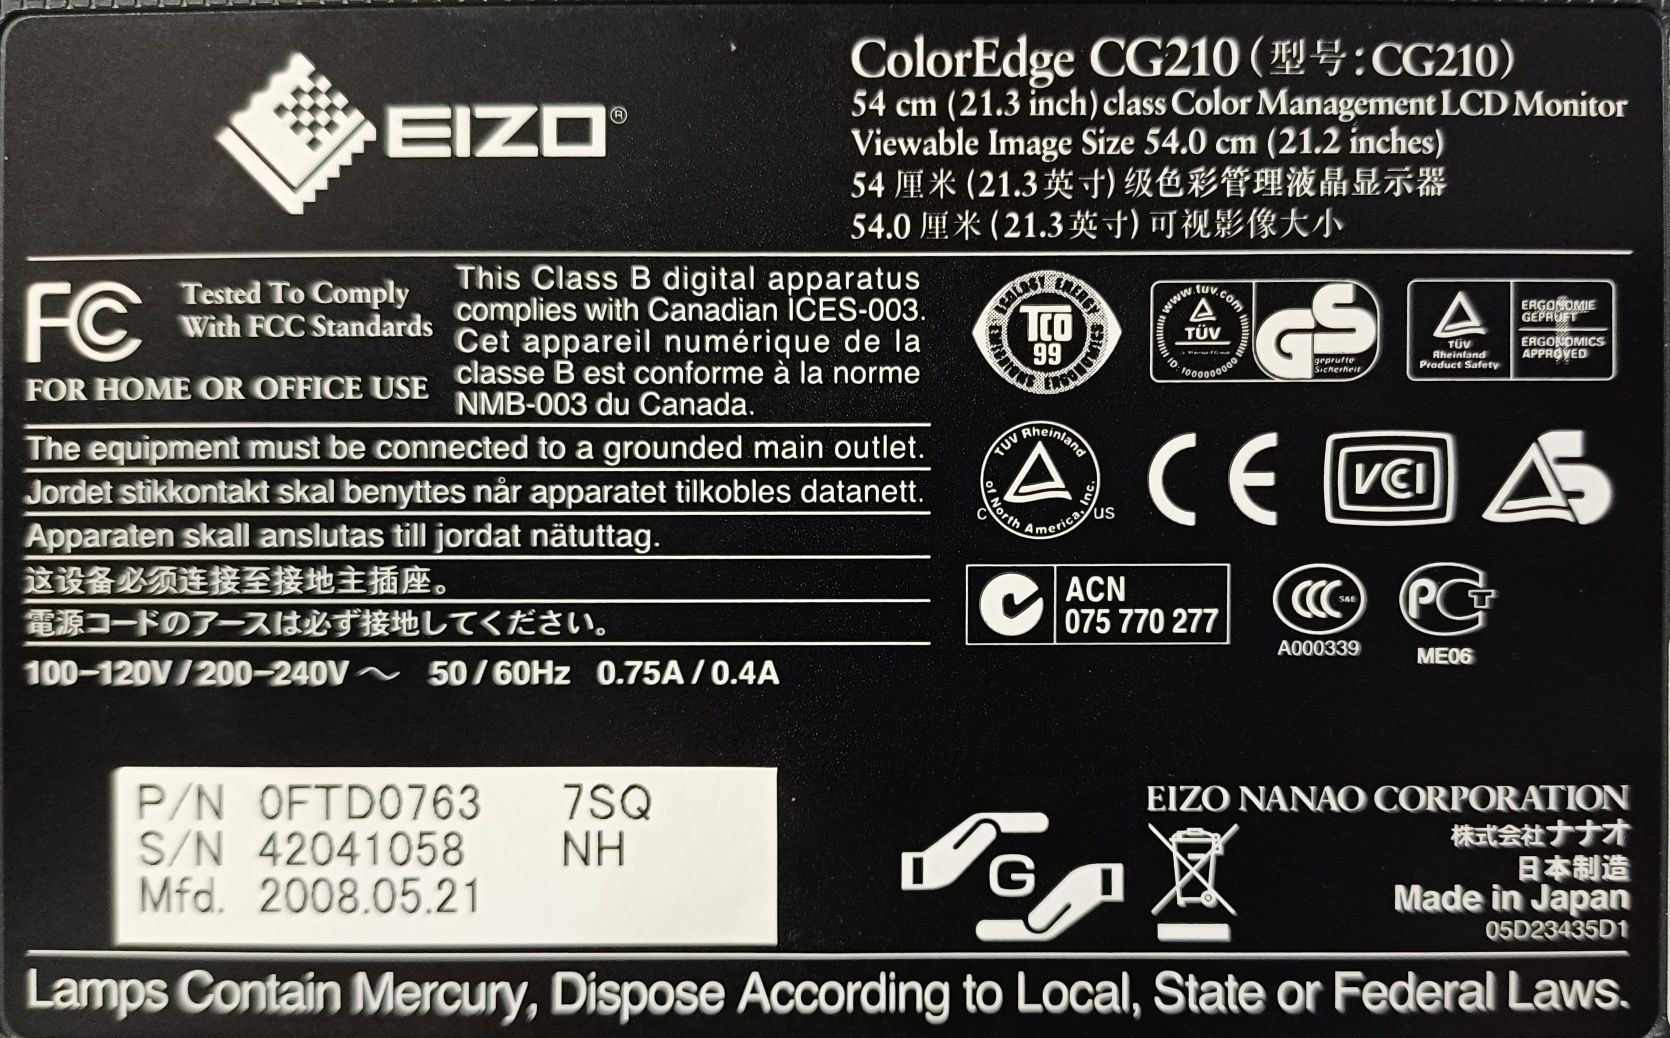 EIZO®
ColorEdge CG210 (型号:CG210)
54 cm (21.3 inch) class Color Management LCD Monitor
Viewable Image Size 54.0 cm (21.2 inches)
54 厘米 (21.3英寸) 级色彩管理液晶显示器
54.0 厘米 (21.3英寸) 可视影像大小
FC
Tested To Comply
With FCC Standards
FOR HOME OR OFFICE USE
This Class B digital apparatus
complies with Canadian ICES-003.
Cet appareil numérique de la
classe B est conforme à la norme
NMB-003 du Canada.
The equipment must be connected to a grounded main outlet.
Jordet stikkontakt skal benyttes når apparatet tilkobles datanett.
Apparaten skall anslutas till jordat nätuttag.
这设备必须连接至接地主插座。
電源コードのアースは必ず接地してください。
100–120V / 200–240V ~ 50 / 60Hz 0.75A / 0.4A
ECOLOGY ENERGY
TCO
99
EMISSIONS ERGONOMICS
www.tuv.com
TÜV
ID:1000000000
GS
geprüfte
Sicherheit
TÜV
Rheinland
Product Safety
ERGONOMIE
GEPRÜFT
ERGONOMICS
APPROVED
TÜV Rheinland
of North America, Inc.
C US
CE
VCI
S
ACN
075 770 277
CCC S&E
A000339
PCT
ME06
P/N 0FTD0763 7SQ
S/N 42041058 NH
Mfd. 2008.05.21
G
EIZO NANAO CORPORATION
株式会社ナナオ
日本制造
Made in Japan
05D23435D1
Lamps Contain Mercury, Dispose According to Local, State or Federal Laws.